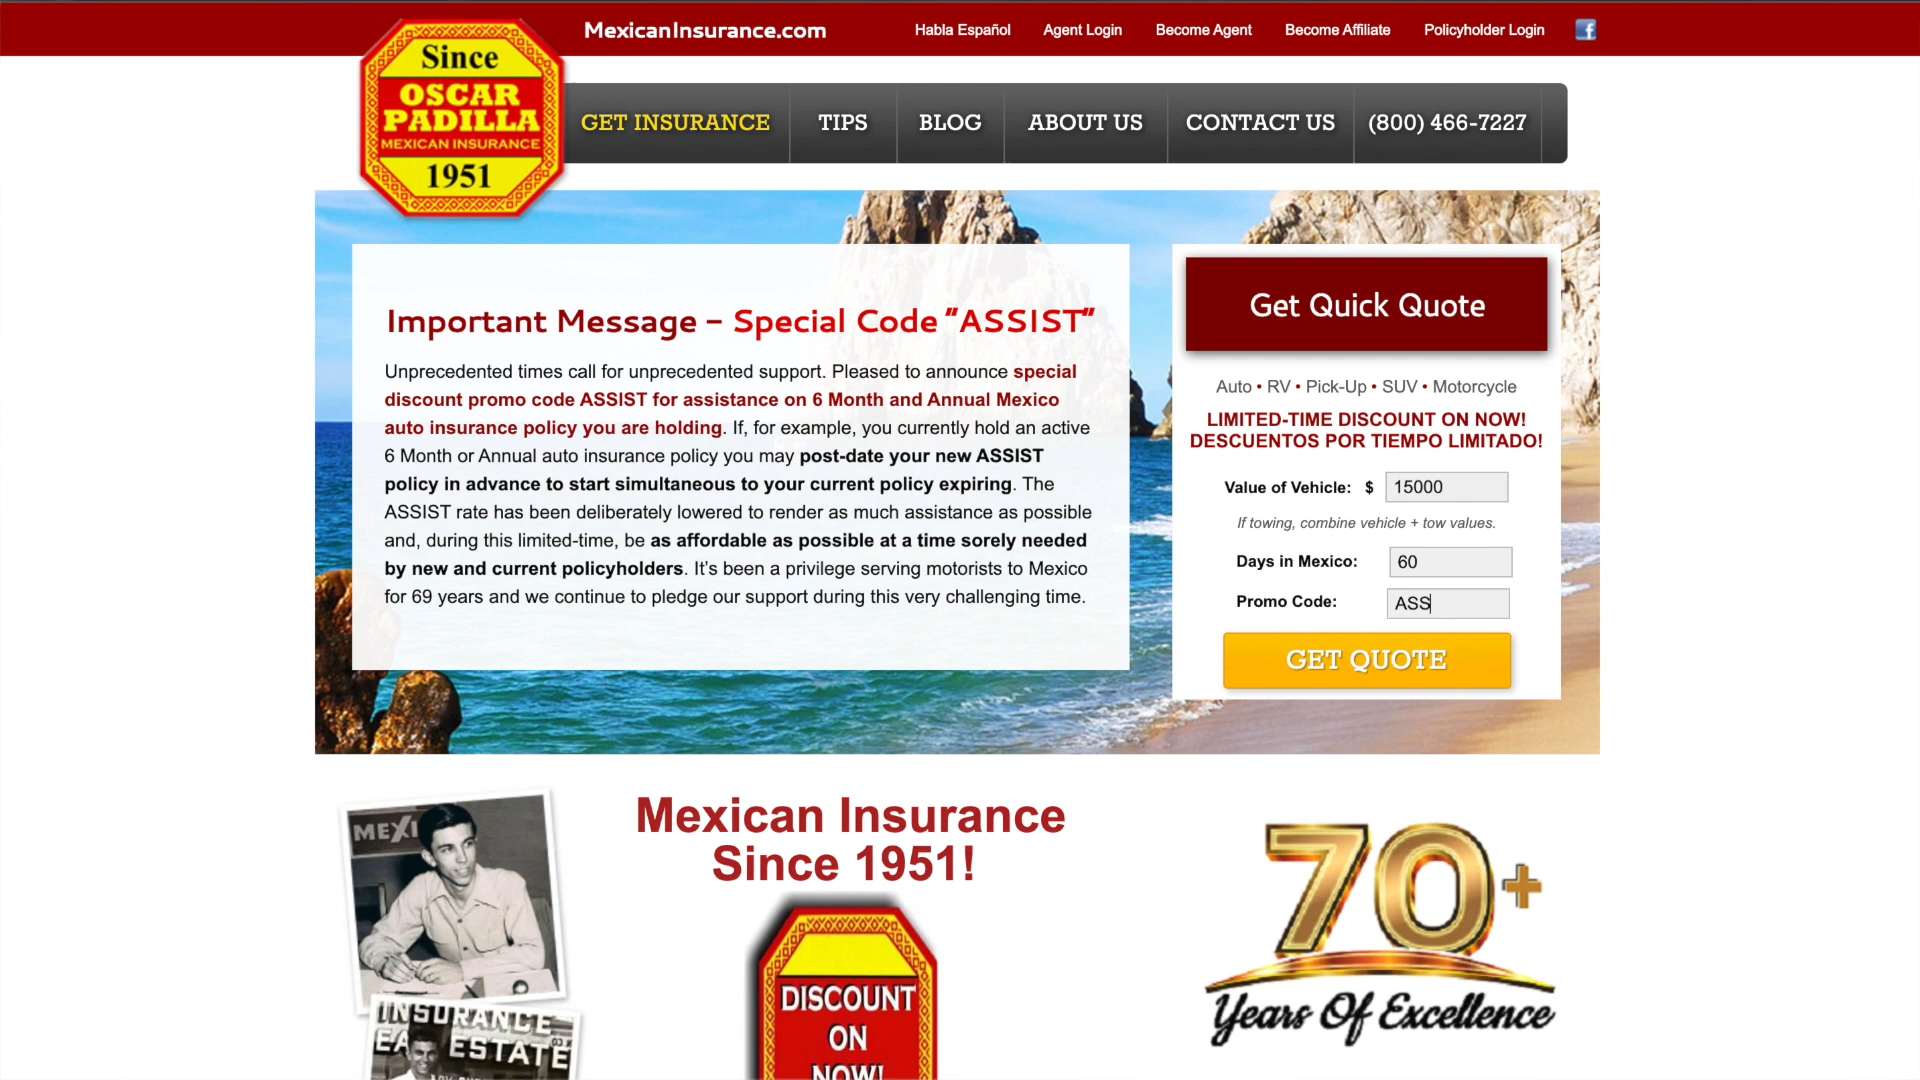 MexicanInsurance.com
Habla Español
Agent Login
Become Agent
Become Affiliate
Policyholder Login
Since
OSCAR
PADILLA
MEXICAN INSURANCE
1951
GET INSURANCE
TIPS
BLOG
ABOUT US
CONTACT US
(800) 466-7227
Important Message – Special Code "ASSIST"
Unprecedented times call for unprecedented support. Pleased to announce special
discount promo code ASSIST for assistance on 6 Month and Annual Mexico
auto insurance policy you are holding. If, for example, you currently hold an active
6 Month or Annual auto insurance policy you may post-date your new ASSIST
policy in advance to start simultaneous to your current policy expiring. The
ASSIST rate has been deliberately lowered to render as much assistance as possible
and, during this limited-time, be as affordable as possible at a time sorely needed
by new and current policyholders. It's been a privilege serving motorists to Mexico
for 69 years and we continue to pledge our support during this very challenging time.
Get Quick Quote
Auto • RV • Pick-Up • SUV • Motorcycle
LIMITED-TIME DISCOUNT ON NOW!
DESCUENTOS POR TIEMPO LIMITADO!
Value of Vehicle: $ 15000
If towing, combine vehicle + tow values.
Days in Mexico: 60
Promo Code: ASS
GET QUOTE
MEXI
INSURANCE
ESTATE
Mexican Insurance
Since 1951!
DISCOUNT
ON
NOW!
70+
Years Of Excellence